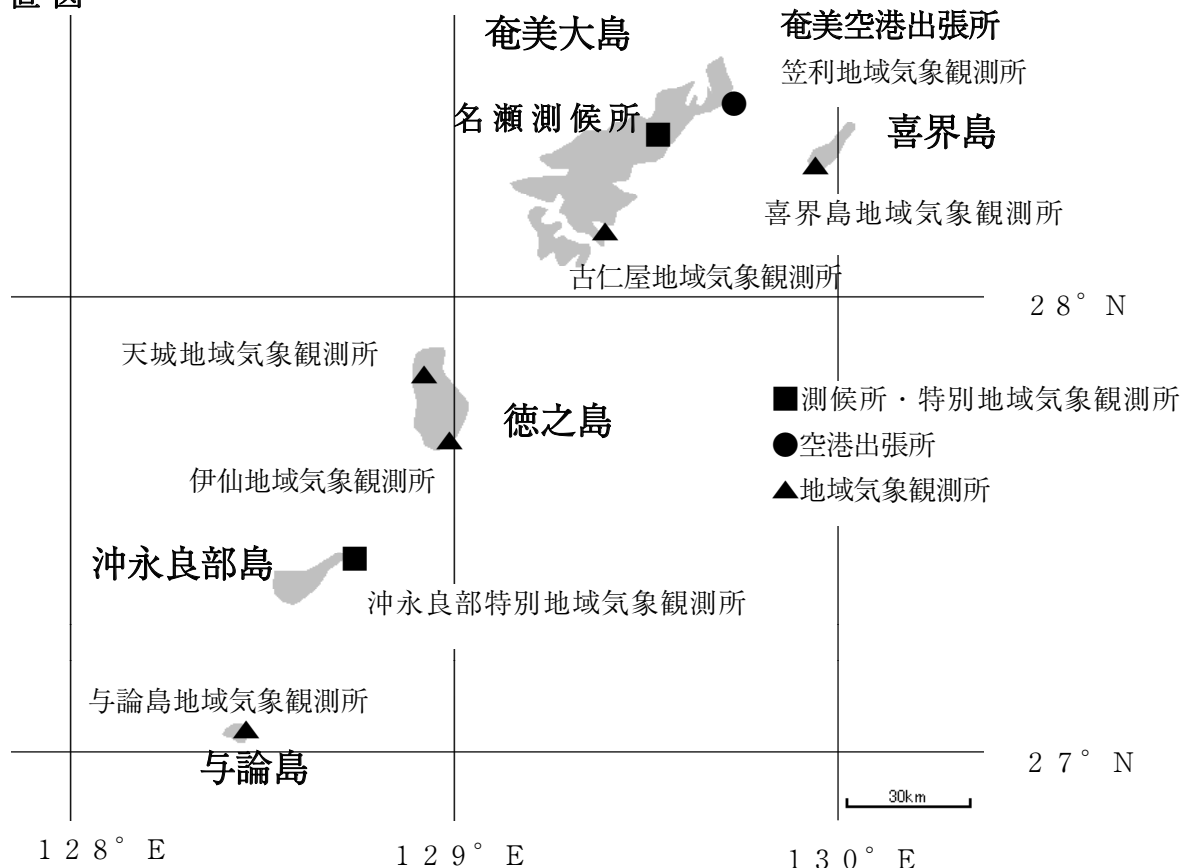 奄美大島
奄美空港出張所
笠利地域気象観測所
名瀬測候所
喜界島
喜界島地域気象観測所
古仁屋地域気象観測所
28°N
天城地域気象観測所
徳之島
■測候所・特別地域気象観測所
●空港出張所
▲地域気象観測所
伊仙地域気象観測所
沖永良部島
沖永良部特別地域気象観測所
与論島地域気象観測所
与論島
27°N
30km
128°E
129°E
130°E